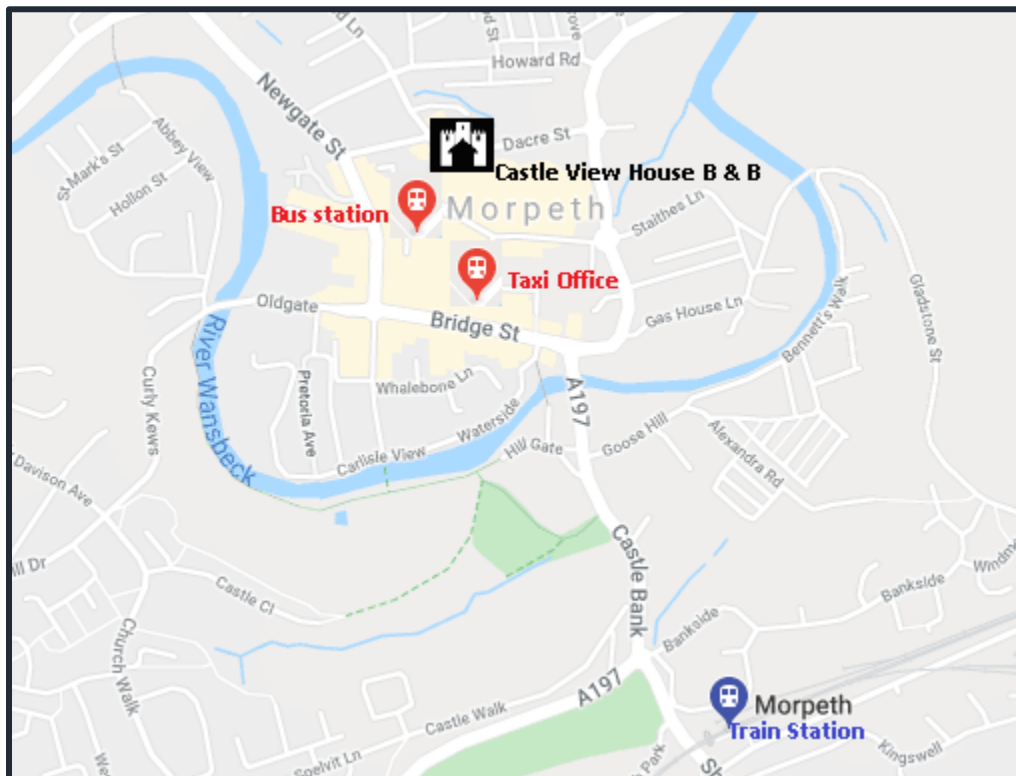 Howard Rd
Newgate St
Dacre St
Abbey View
St Mark's St
Hollon St
Castle View House B & B
Bus station
Morpeth
Staithes Ln
Taxi Office
Oldgate
Bridge St
Gas House Ln
Gladstone St
Bennett's Walk
River Wansbeck
Curly Kews
Pretoria Ave
Whalebone Ln
A197
Waterside
Carlisle View
Hill Gate
Goose Hill
Alexandra Rd
Davison Ave
Castle Bank
Castle Cl
Bankside
Bankside
Church Walk
A197
Castle Walk
Morpeth
Train Station
Kingswell